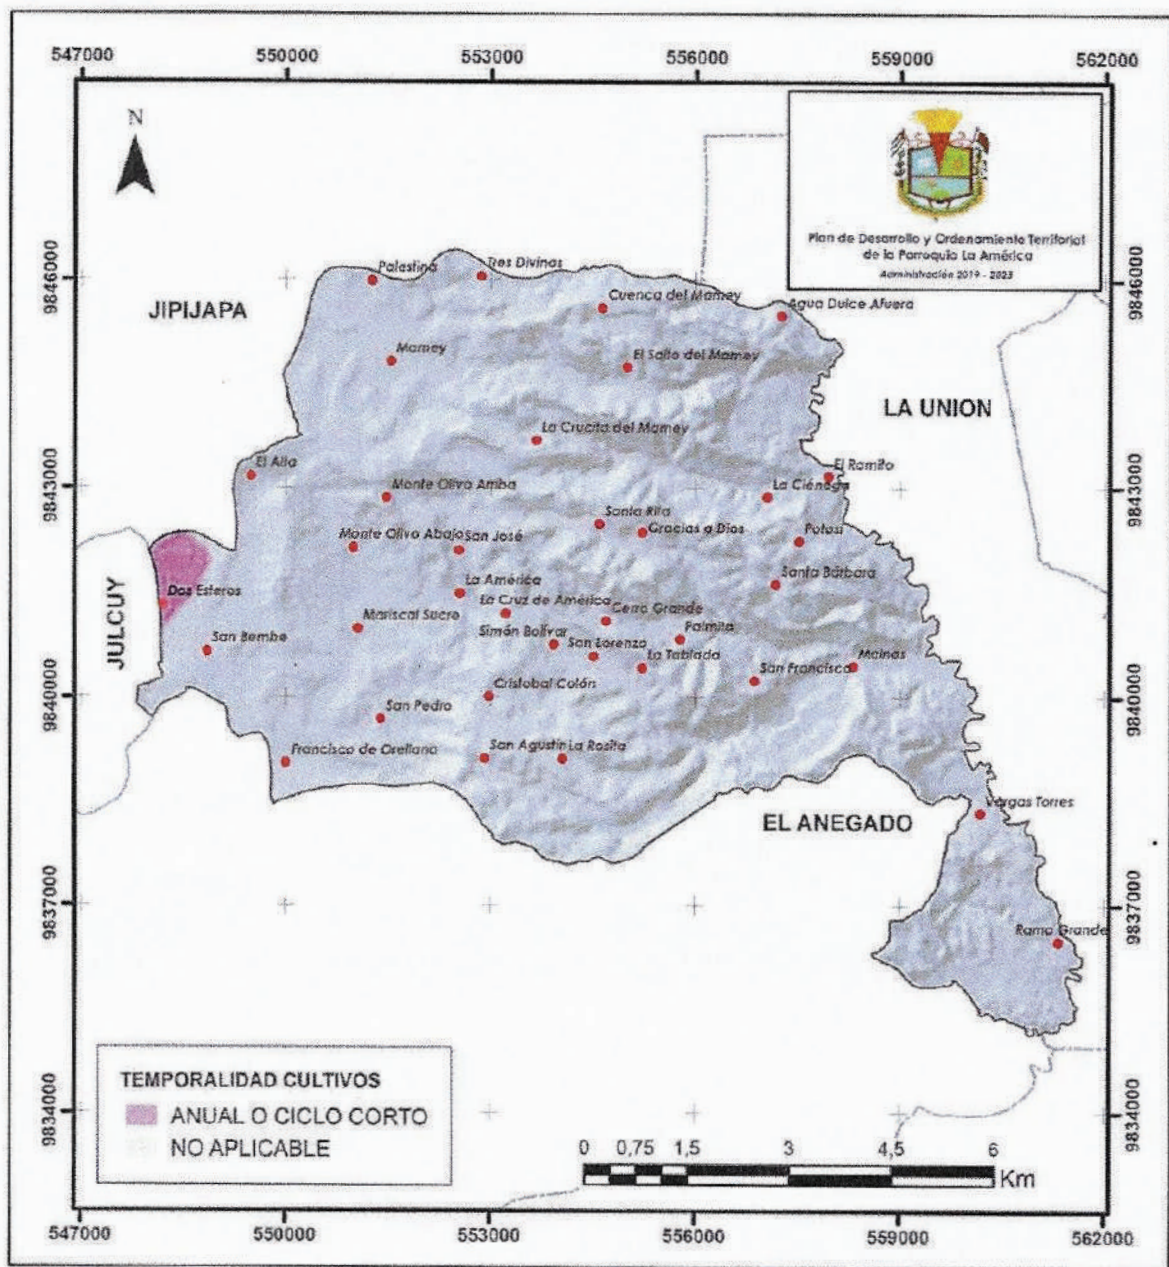 547000 550000 553000 556000 559000 562000
N
Plan de Desarrollo y Ordenamiento Territorial
de la Parroquia La América
Administración 2019 - 2023
9846000
9846000
Palestina
Tres Divinos
JIPIJAPA
Cuenca del Mamey
Agua Dulce Afuera
Mamey
El Salto del Mamey
LA UNION
La Crucita del Mamey
El Alta
El Ramito
9843000
9843000
Monte Olivo Arriba
La Ciénega
Santa Rita
Gracias a Dios
Potosi
Monte Olivo Abajo
San José
JULCUY
Dos Esteros
La América
Santa Bárbara
La Cruz de América
Cerro Grande
Mariscal Sucre
San Bembe
Simón Bolívar
Palmita
San Lorenzo
La Tablada
San Francisco
Mainas
9840000
9840000
Cristobal Colón
San Pedro
Francisco de Orellana
San Agustin
La Rosita
EL ANEGADO
Vargas Torres
9837000
9837000
Rama Grande
TEMPORALIDAD CULTIVOS
ANUAL O CICLO CORTO
NO APLICABLE
9834000
9834000
0 0,75 1,5 3 4,5 6
Km
547000 550000 553000 556000 559000 562000